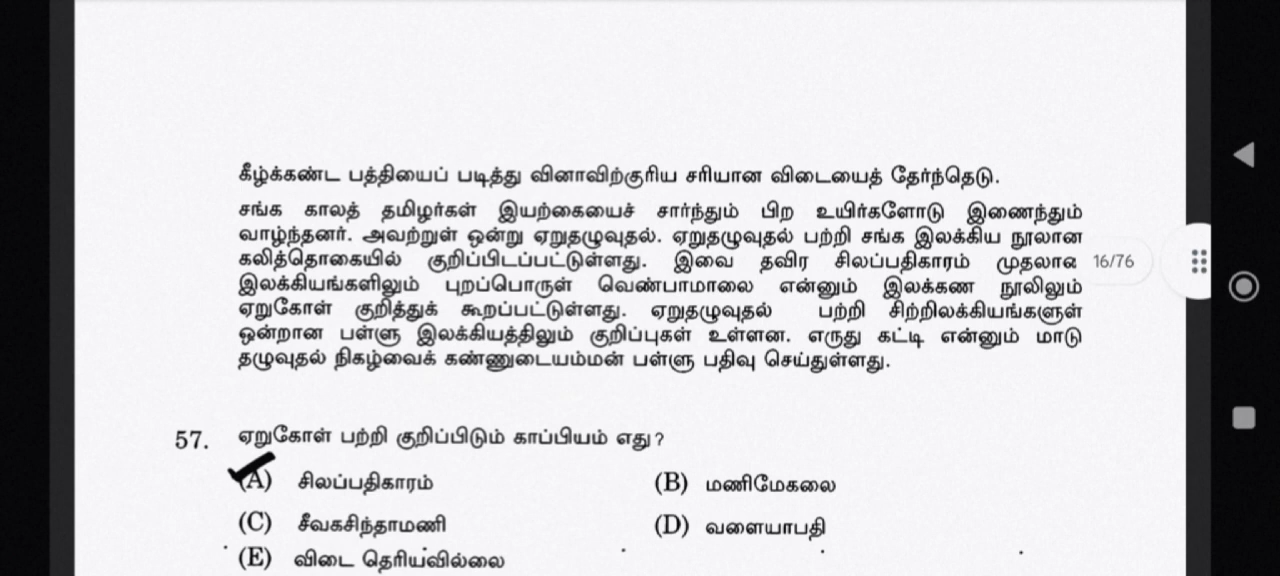 கீழ்க்கண்ட பத்தியைப் படித்து வினாவிற்குரிய சரியான விடையைத் தேர்ந்தெடு.
சங்க காலத் தமிழர்கள் இயற்கையைச் சார்ந்தும் பிற உயிர்களோடு இணைந்தும்
வாழ்ந்தனர். அவற்றுள் ஒன்று ஏறுதழுவுதல். ஏறுதழுவுதல் பற்றி சங்க இலக்கிய நூலான
கலித்தொகையில் குறிப்பிடப்பட்டுள்ளது. இவை தவிர சிலப்பதிகாரம் முதலான 16/76
இலக்கியங்களிலும் புறப்பொருள் வெண்பாமாலை என்னும் இலக்கண நூலிலும்
ஏறுகோள் குறித்துக் கூறப்பட்டுள்ளது. ஏறுதழுவுதல் பற்றி சிற்றிலக்கியங்களுள்
ஒன்றான பள்ளு இலக்கியத்திலும் குறிப்புகள் உள்ளன. எருது கட்டி என்னும் மாடு
தழுவுதல் நிகழ்வைக் கண்ணுடையம்மன் பள்ளு பதிவு செய்துள்ளது.
57. ஏறுகோள் பற்றி குறிப்பிடும் காப்பியம் எது?
(A) சிலப்பதிகாரம் (B) மணிமேகலை
(C) சீவகசிந்தாமணி (D) வளையாபதி
(E) விடை தெரியவில்லை